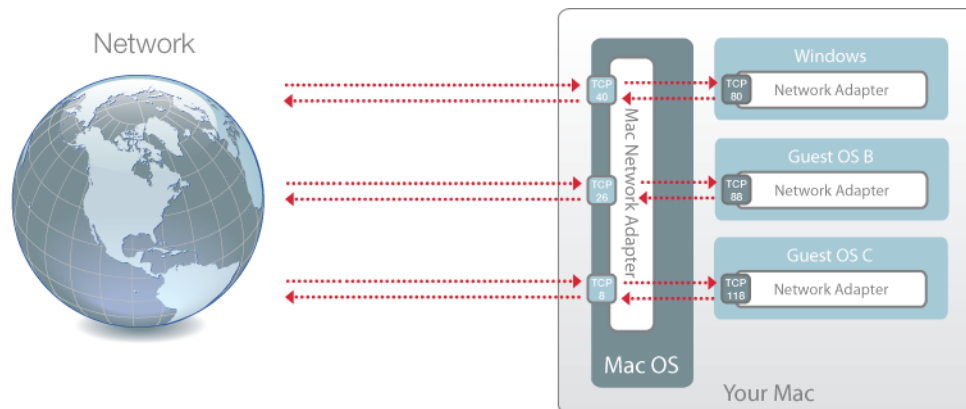 Network
TCP
40
TCP
26
TCP
8
Mac Network Adapter
Mac OS
Windows
TCP
80
Network Adapter
Guest OS B
TCP
88
Network Adapter
Guest OS C
TCP
118
Network Adapter
Your Mac